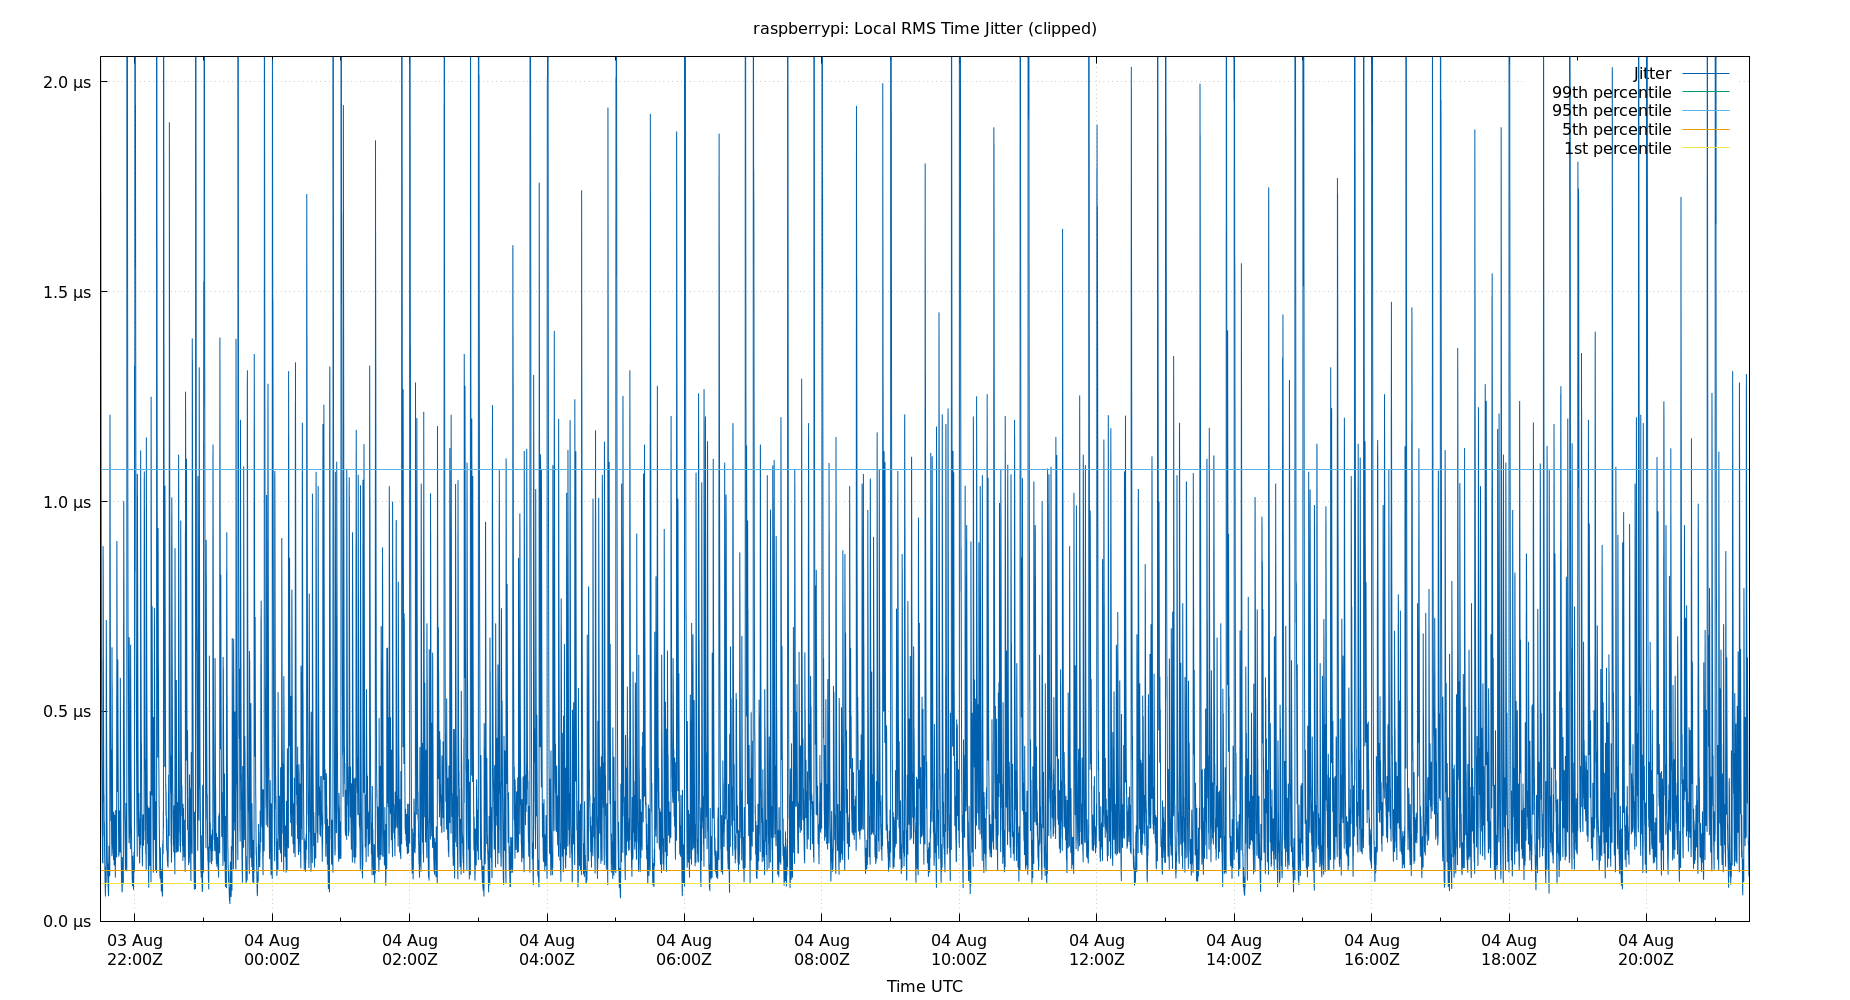 raspberrypi: Local RMS Time Jitter (clipped)
2.0 µs
1.5 µs
1.0 µs
0.5 µs
0.0 µs
Jitter
99th percentile
95th percentile
5th percentile
1st percentile
03 Aug 04 Aug 04 Aug 04 Aug 04 Aug 04 Aug 04 Aug 04 Aug 04 Aug 04 Aug 04 Aug 04 Aug
22:00Z 00:00Z 02:00Z 04:00Z 06:00Z 08:00Z 10:00Z 12:00Z 14:00Z 16:00Z 18:00Z 20:00Z
Time UTC